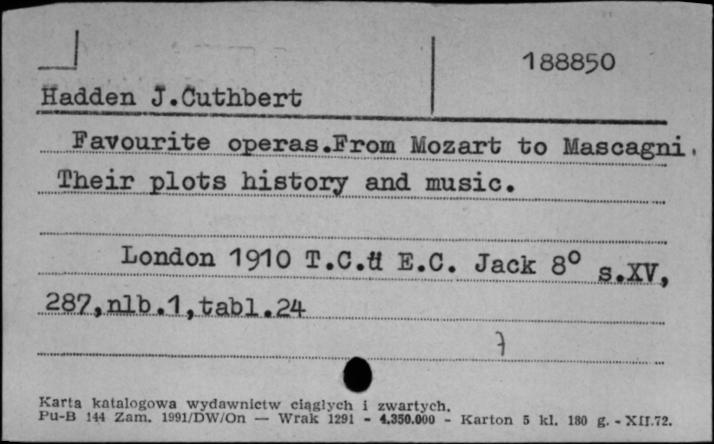 188850
Hadden J.Cuthbert
Favourite operas.From Mozart to Mascagni.
Their plots history and music.
London 1910 T.C.tt E.C. Jack 8° s.XV,
287,nlb.1,tabl.24
7
Karta katalogowa wydawnictw ciągłych i zwartych.
Pu-B 144 Zam. 1991/DW/On — Wrak 1291 - 4.350.000 - Karton 5 kl. 180 g. - XII.72.